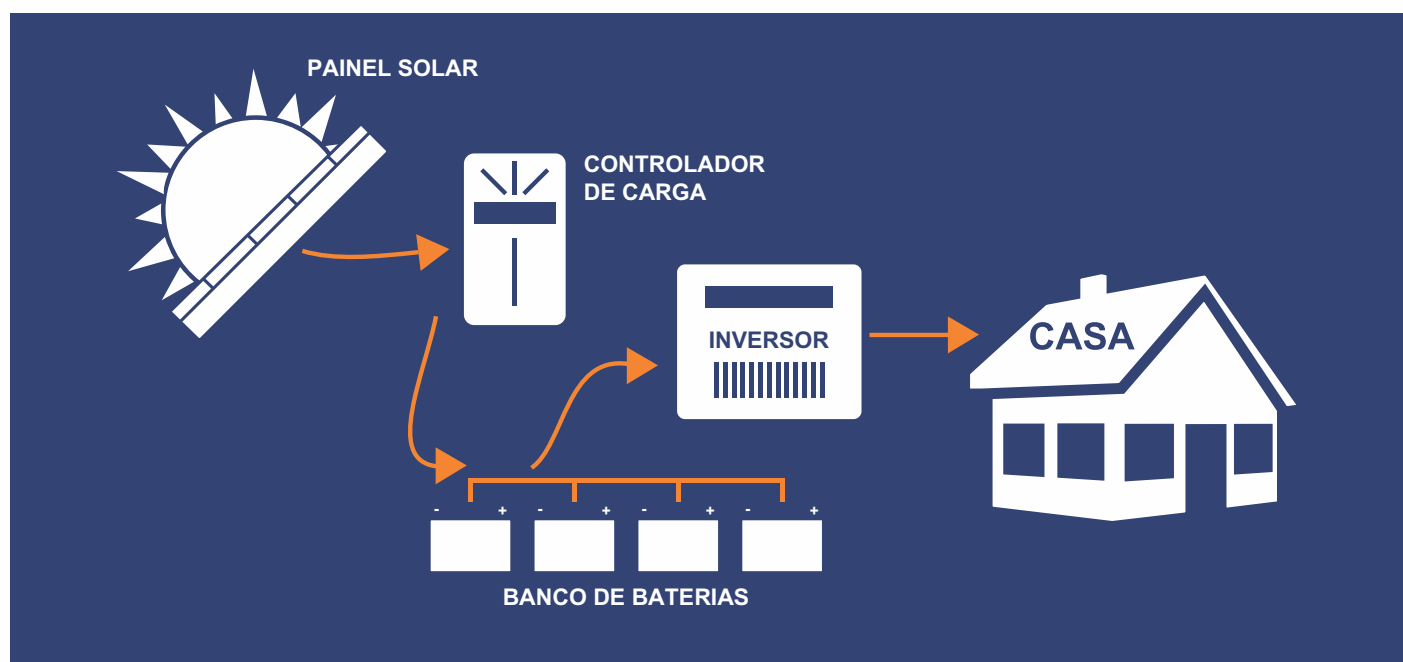 PAINEL SOLAR
CONTROLADOR
DE CARGA
INVERSOR
CASA
- + - + - + - +
BANCO DE BATERIAS